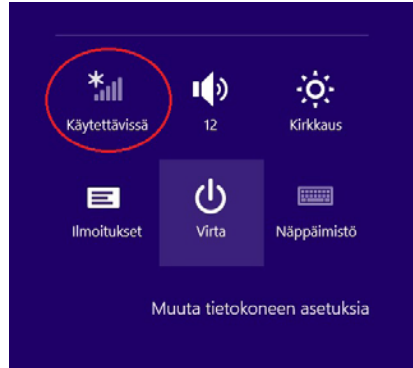 Käytettävissä 12 Kirkkaus
Ilmoitukset Virta Näppäimistö
Muuta tietokoneen asetuksia